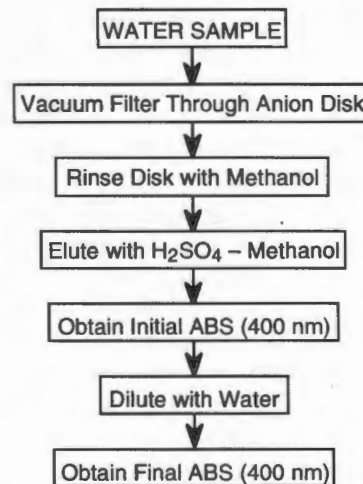 WATER SAMPLE
Vacuum Filter Through Anion Disk
Rinse Disk with Methanol
Elute with H₂SO₄ – Methanol
Obtain Initial ABS (400 nm)
Dilute with Water
Obtain Final ABS (400 nm)